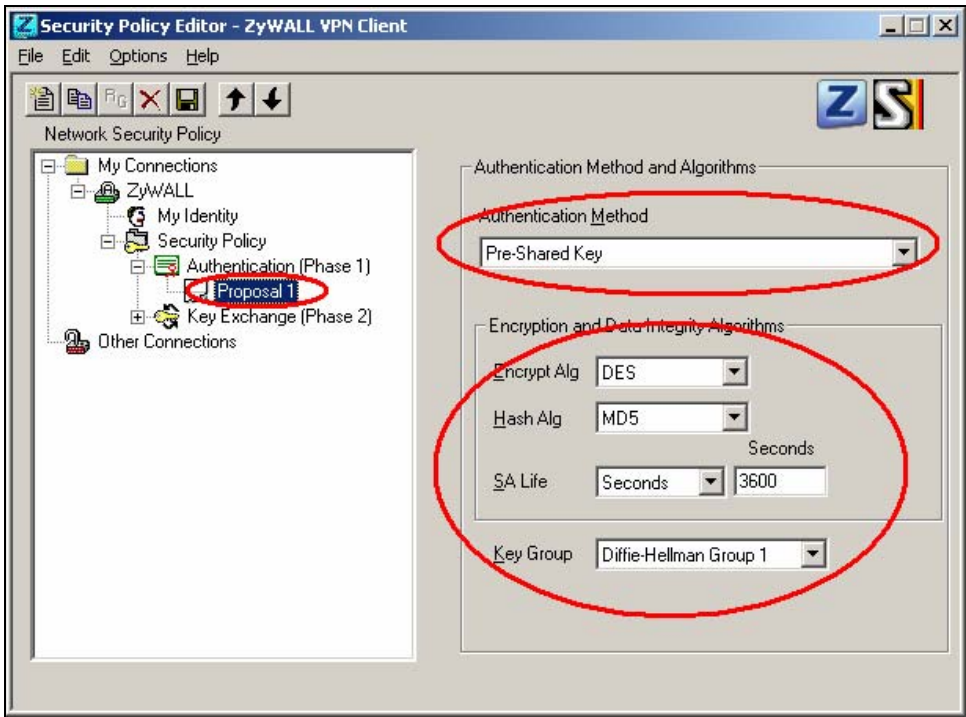 Security Policy Editor - ZyWALL VPN Client
File Edit Options Help
RG
Z S
Network Security Policy
My Connections
ZyWALL
My Identity
Security Policy
Authentication (Phase 1)
Proposal 1
Key Exchange (Phase 2)
Other Connections
Authentication Method and Algorithms
Authentication Method
Pre-Shared Key
Encryption and Data Integrity Algorithms
Encrypt Alg DES
Hash Alg MD5
Seconds
SA Life Seconds 3600
Key Group Diffie-Hellman Group 1